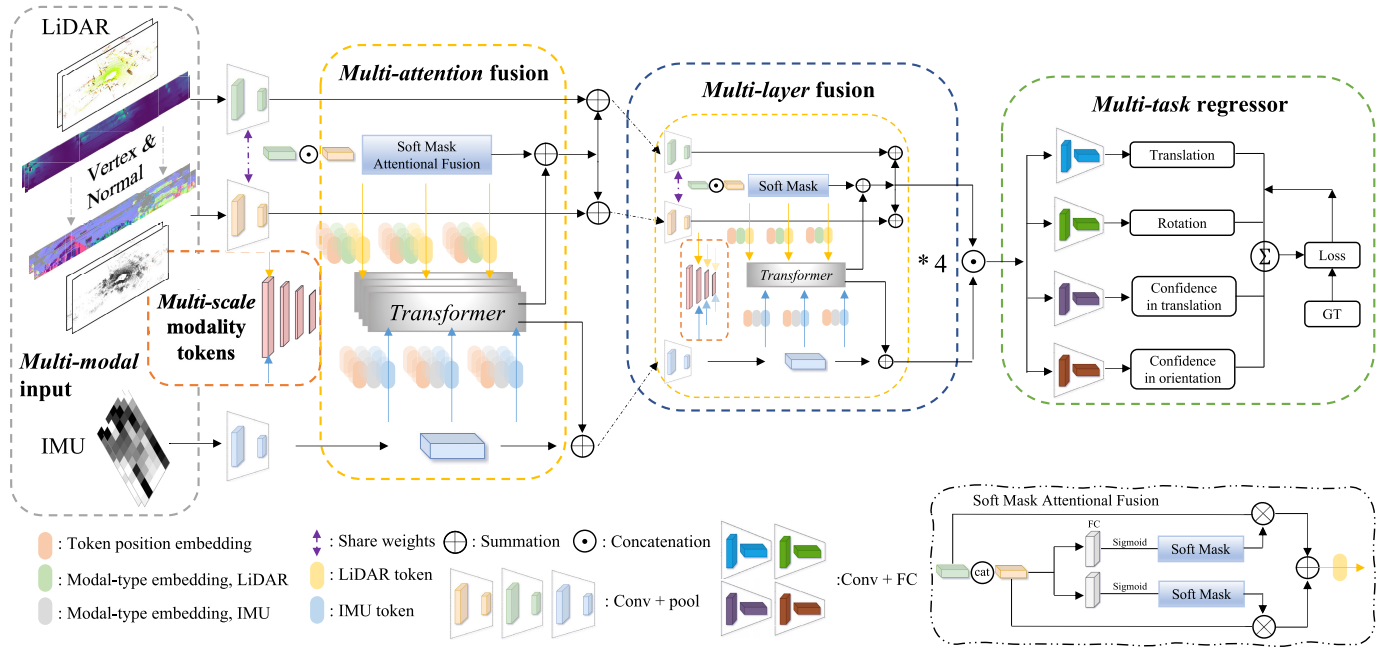 LiDAR
Vertex &
Normal
Multi-modal
input
IMU
Multi-scale
modality
tokens
Multi-attention fusion
Soft Mask
Attentional Fusion
Transformer
Multi-layer fusion
Soft Mask
Transformer
* 4
Multi-task regressor
Translation
Rotation
Confidence
in translation
Confidence
in orientation
Σ
Loss
GT
: Token position embedding
: Modal-type embedding, LiDAR
: Modal-type embedding, IMU
: Share weights
: LiDAR token
: IMU token
: Summation
: Concatenation
: Conv + pool
:Conv + FC
Soft Mask Attentional Fusion
cat
FC
Sigmoid
Soft Mask
Sigmoid
Soft Mask